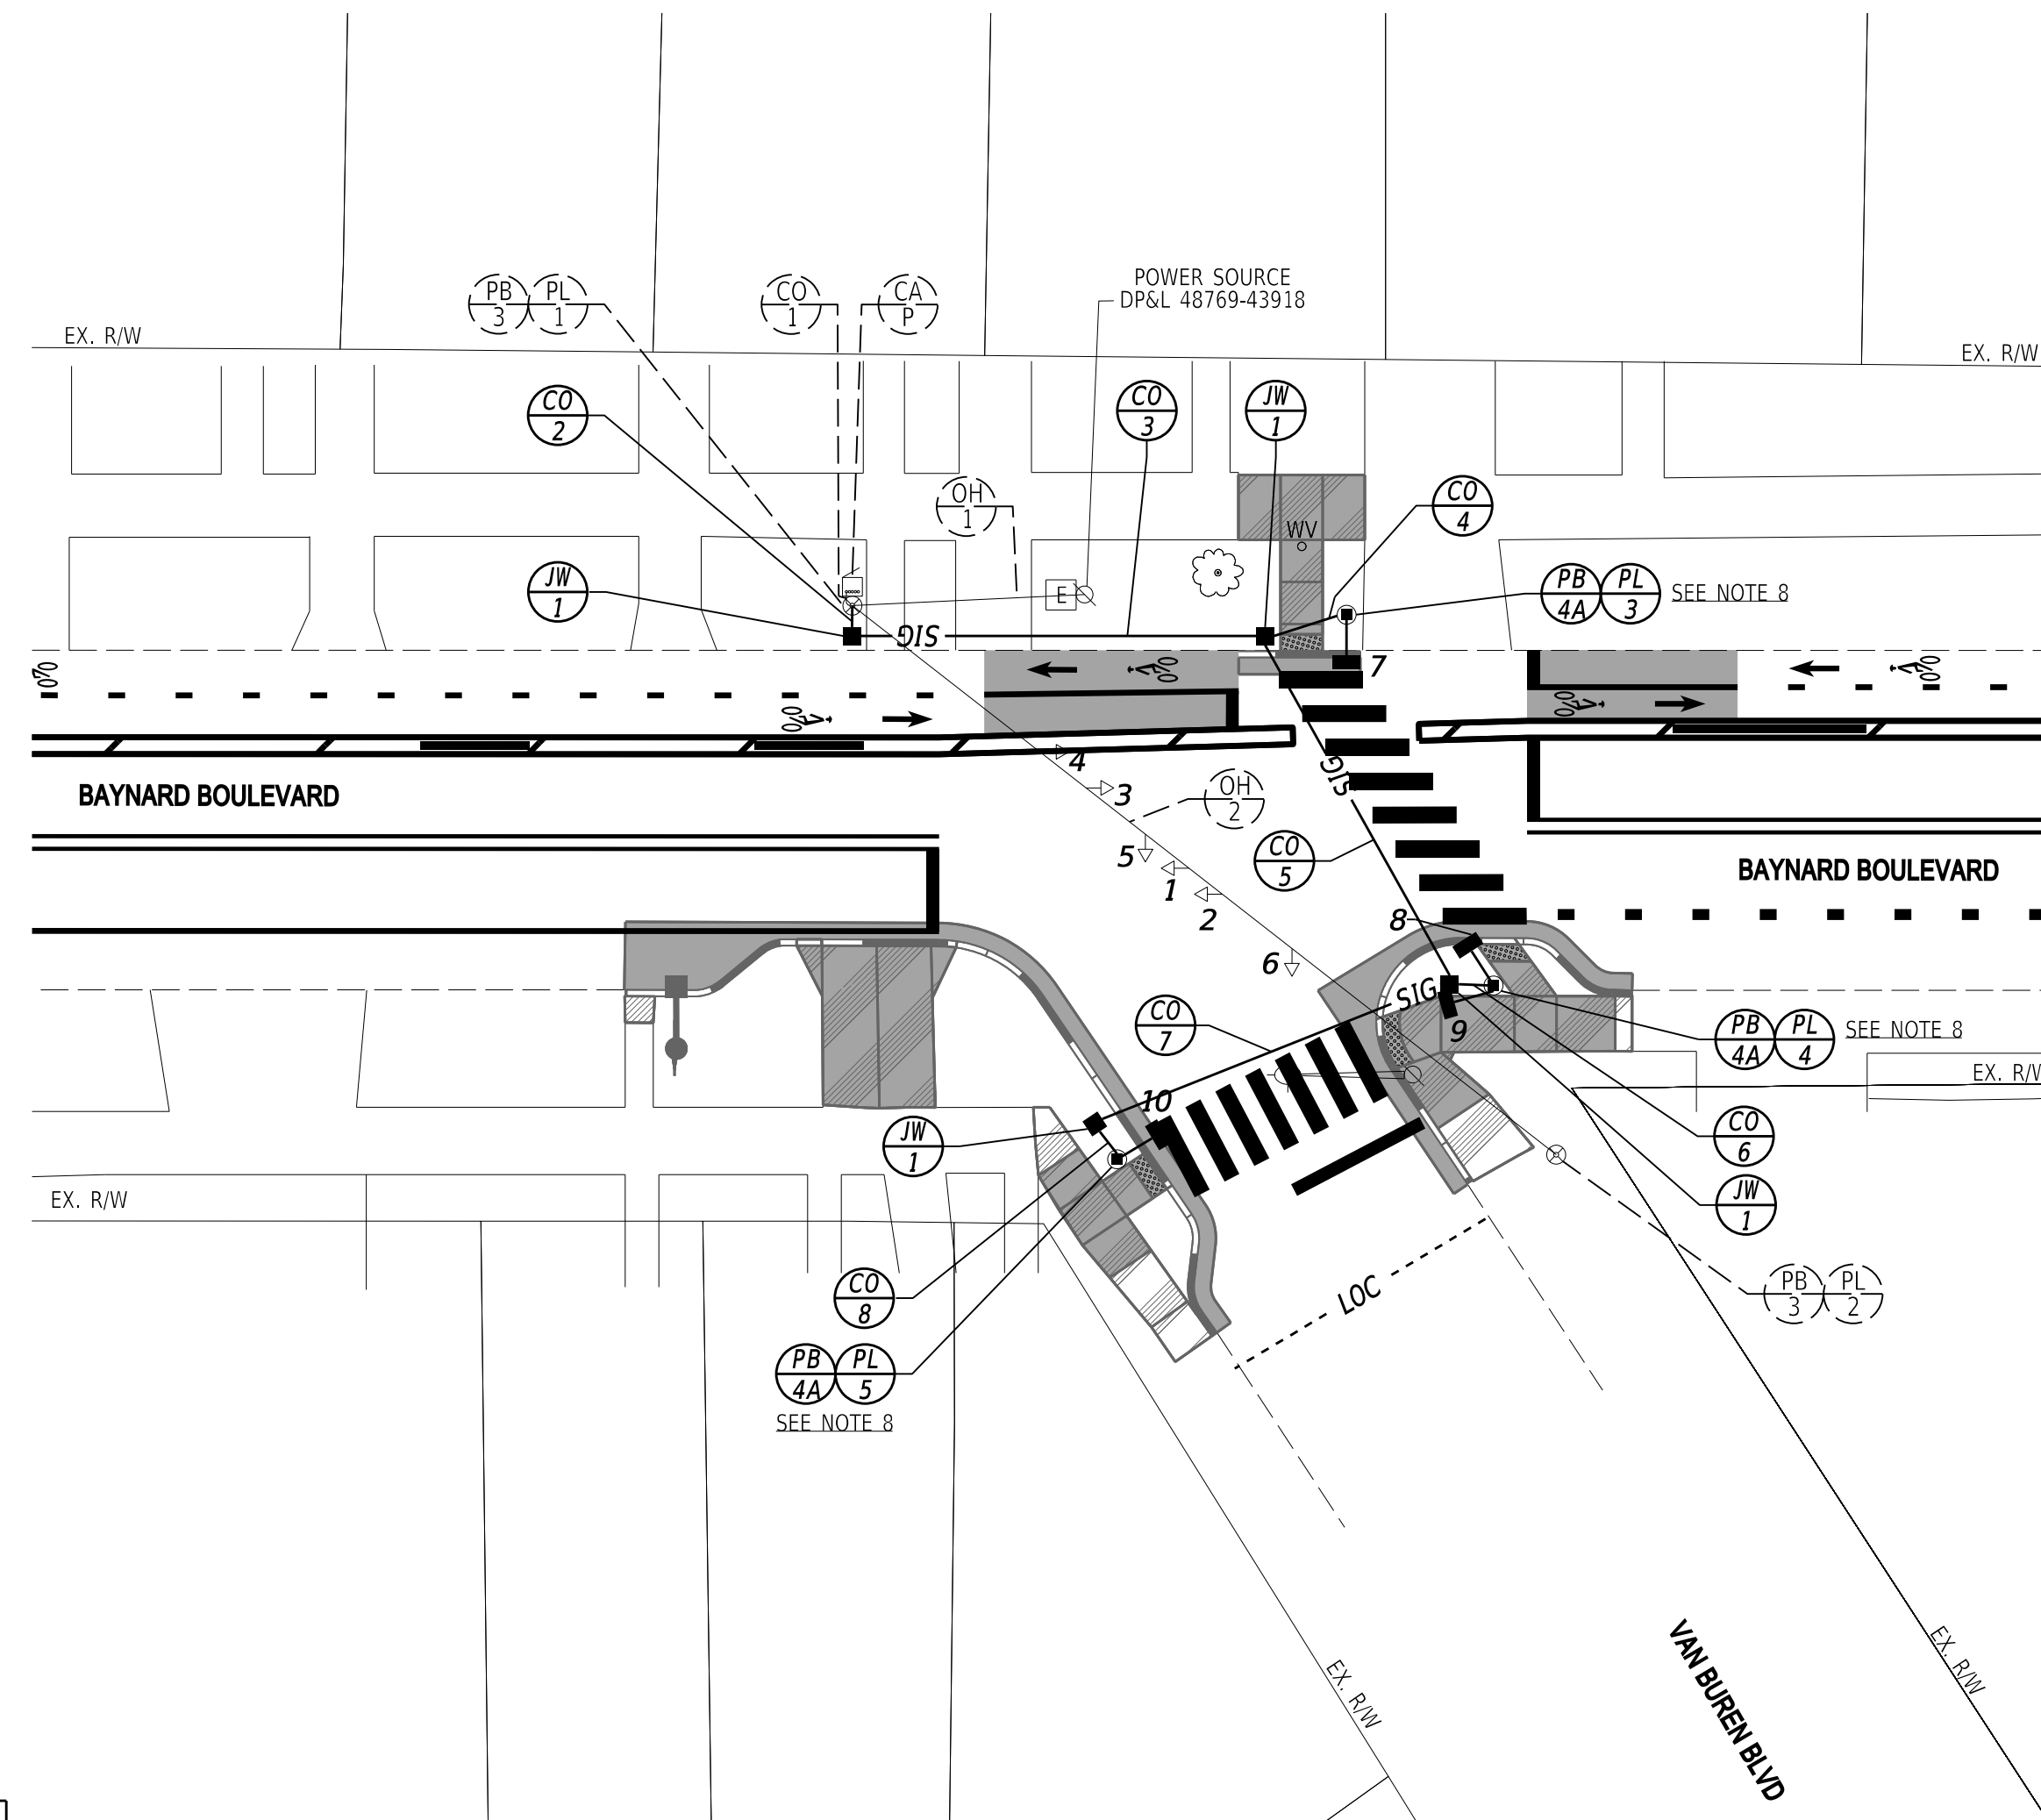 POWER SOURCE
DP&L 48769-43918
PB
3
PL
1
CO
1
CA
P
EX. R/W
EX. R/W
CO
2
CO
3
JW
1
OH
1
CO
4
WV
JW
1
E
PB
4A
PL
3
SEE NOTE 8
SIG
7
4
3
SIG
OH
2
BAYNARD BOULEVARD
5
CO
5
1
BAYNARD BOULEVARD
2
8
6
SIG
CO
7
9
PB
4A
PL
4
SEE NOTE 8
EX. R/W
10
JW
1
CO
6
EX. R/W
JW
1
CO
8
LOC
PB
3
PL
2
PB
4A
PL
5
SEE NOTE 8
EX. R/W
EX. R/W
VAN BUREN BLVD